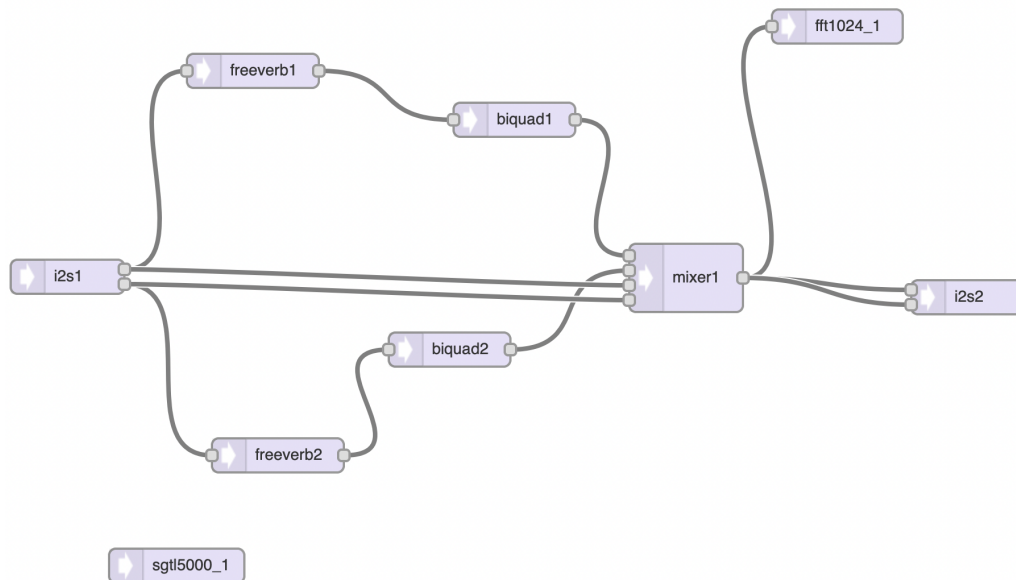 fft1024_1
freeverb1
biquad1
i2s1
mixer1
i2s2
biquad2
freeverb2
sgtl5000_1